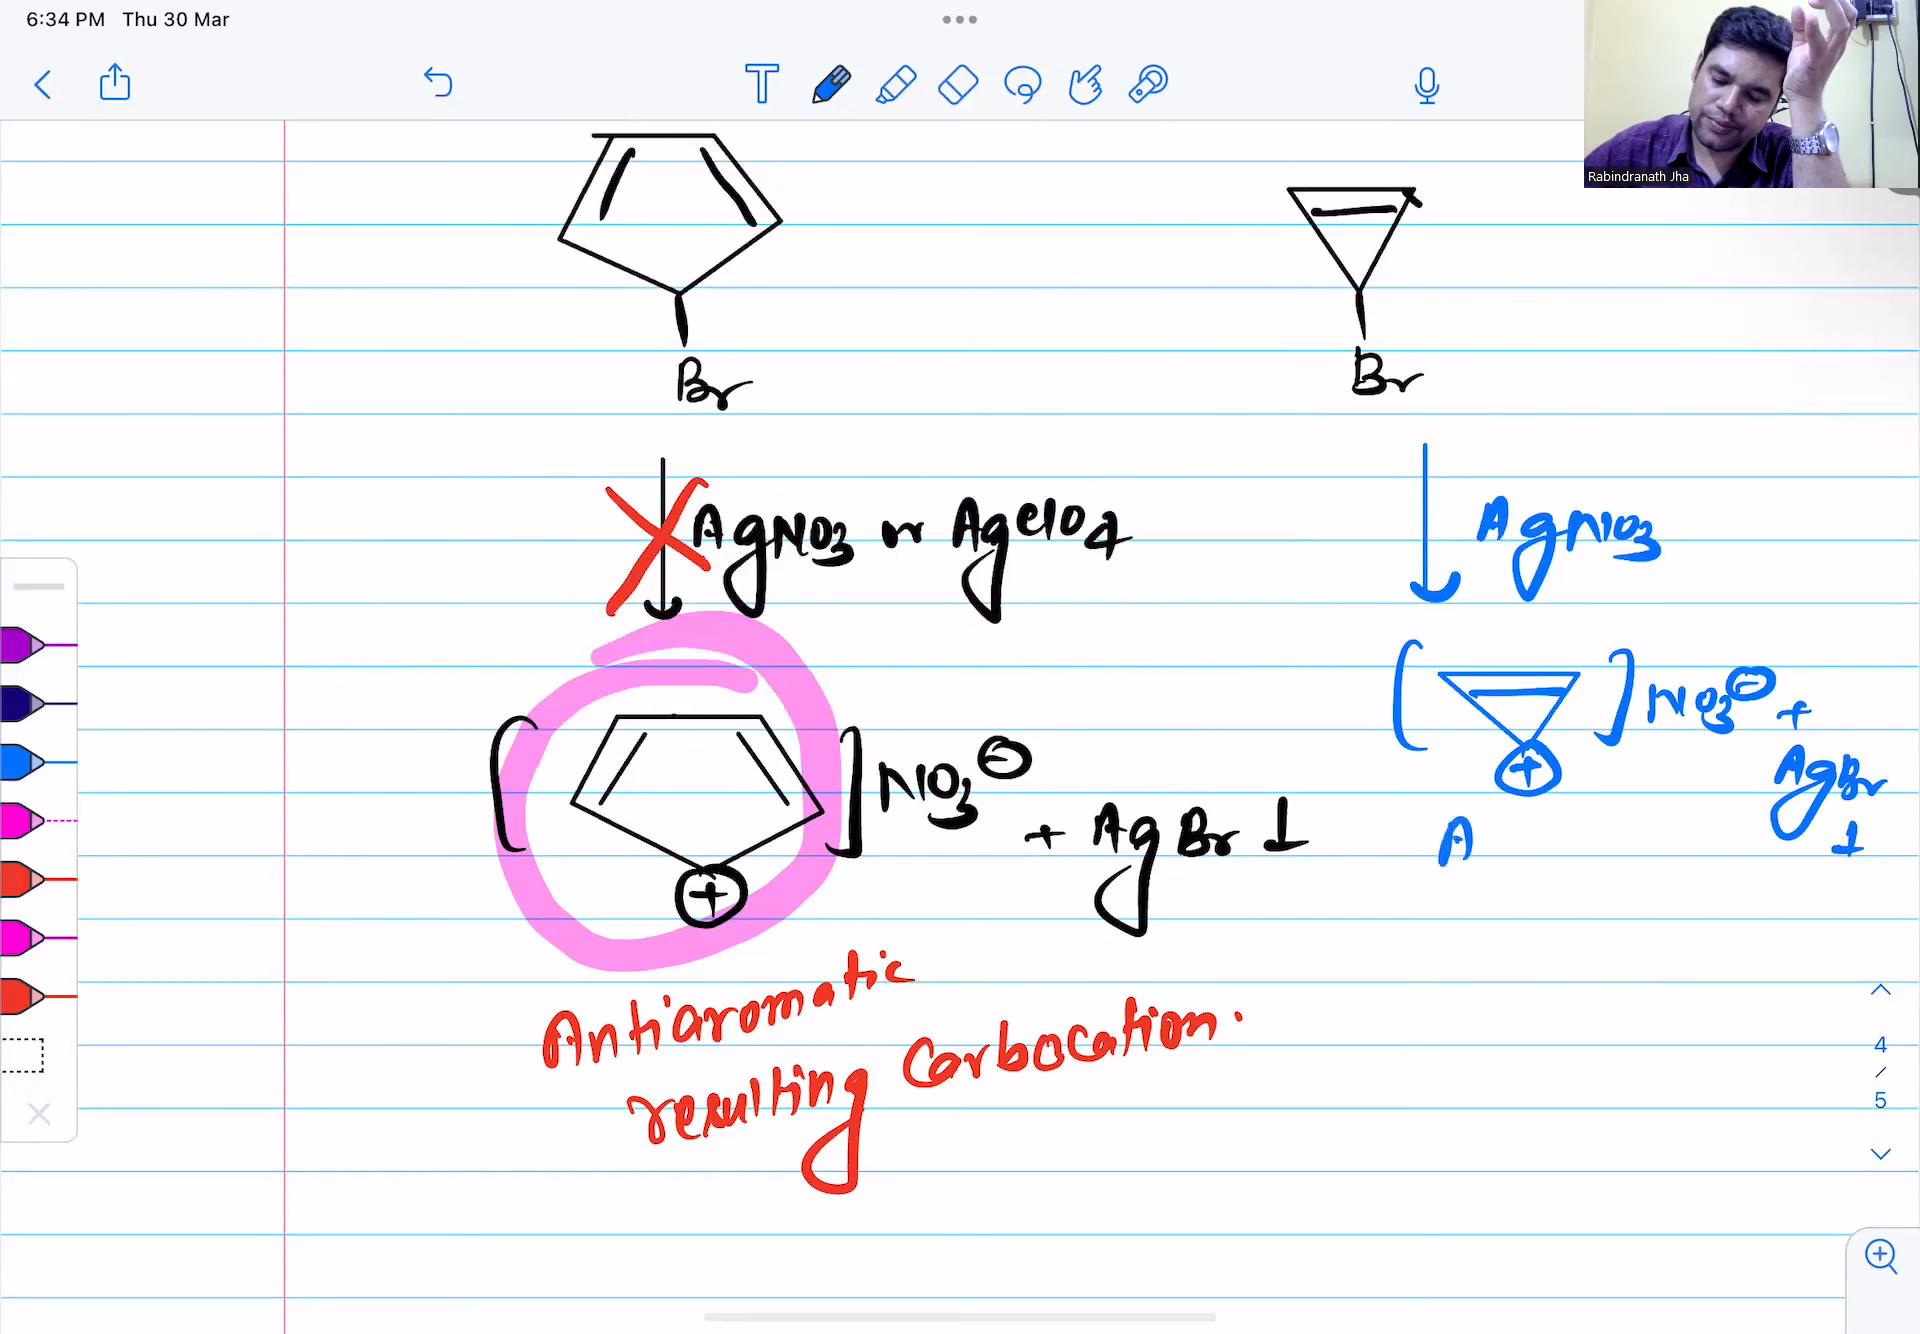 6:34 PM Thu 30 Mar
Rabindranath Jha
Br
Br
AgNO3 or AgClO4
AgNO3
[ + ] NO3⊖ + AgBr ↓
[ + ] NO3⊖ +
AgBr ↓
A
Antiaromatic
resulting Carbocation.
4
/
5